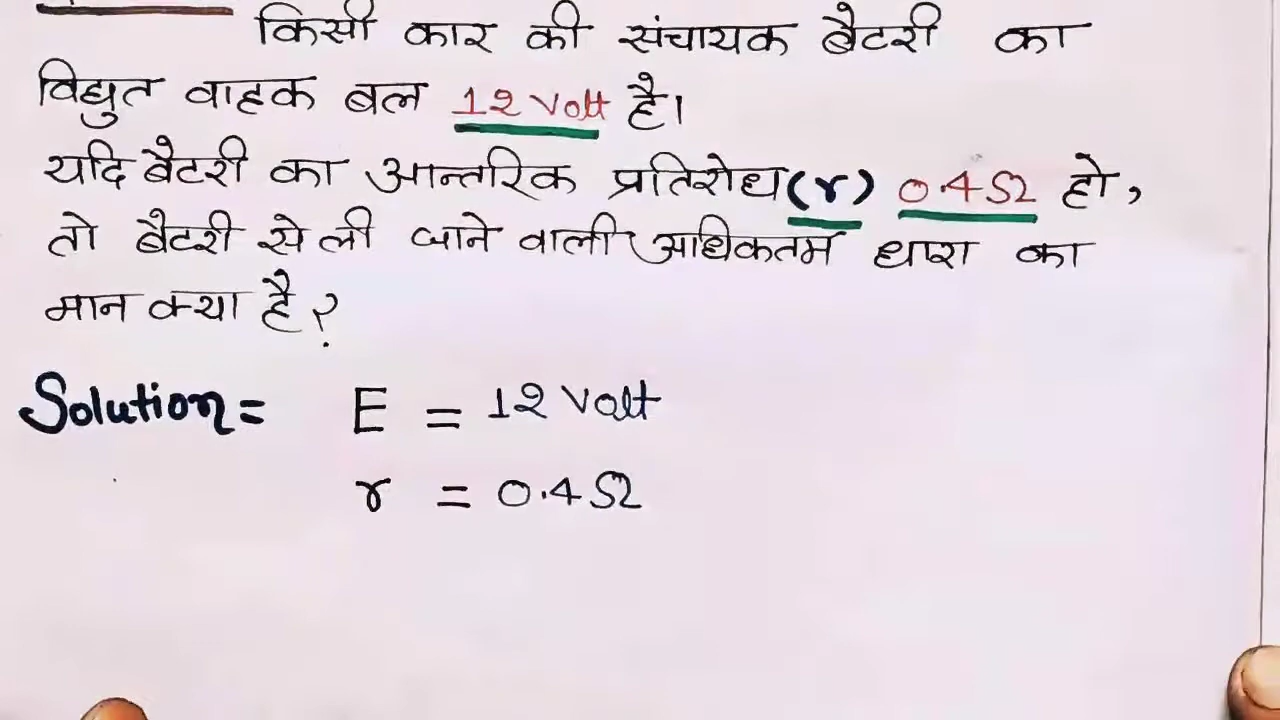 किसी कार की संचायक बैटरी का
विद्युत वाहक बल 12 Volt है।
यदि बैटरी का आन्तरिक प्रतिरोध (r) 0.4Ω हो,
तो बैटरी से ली जाने वाली अधिकतम धारा का
मान क्या है?
Solution = E = 12 Volt
r = 0.4Ω